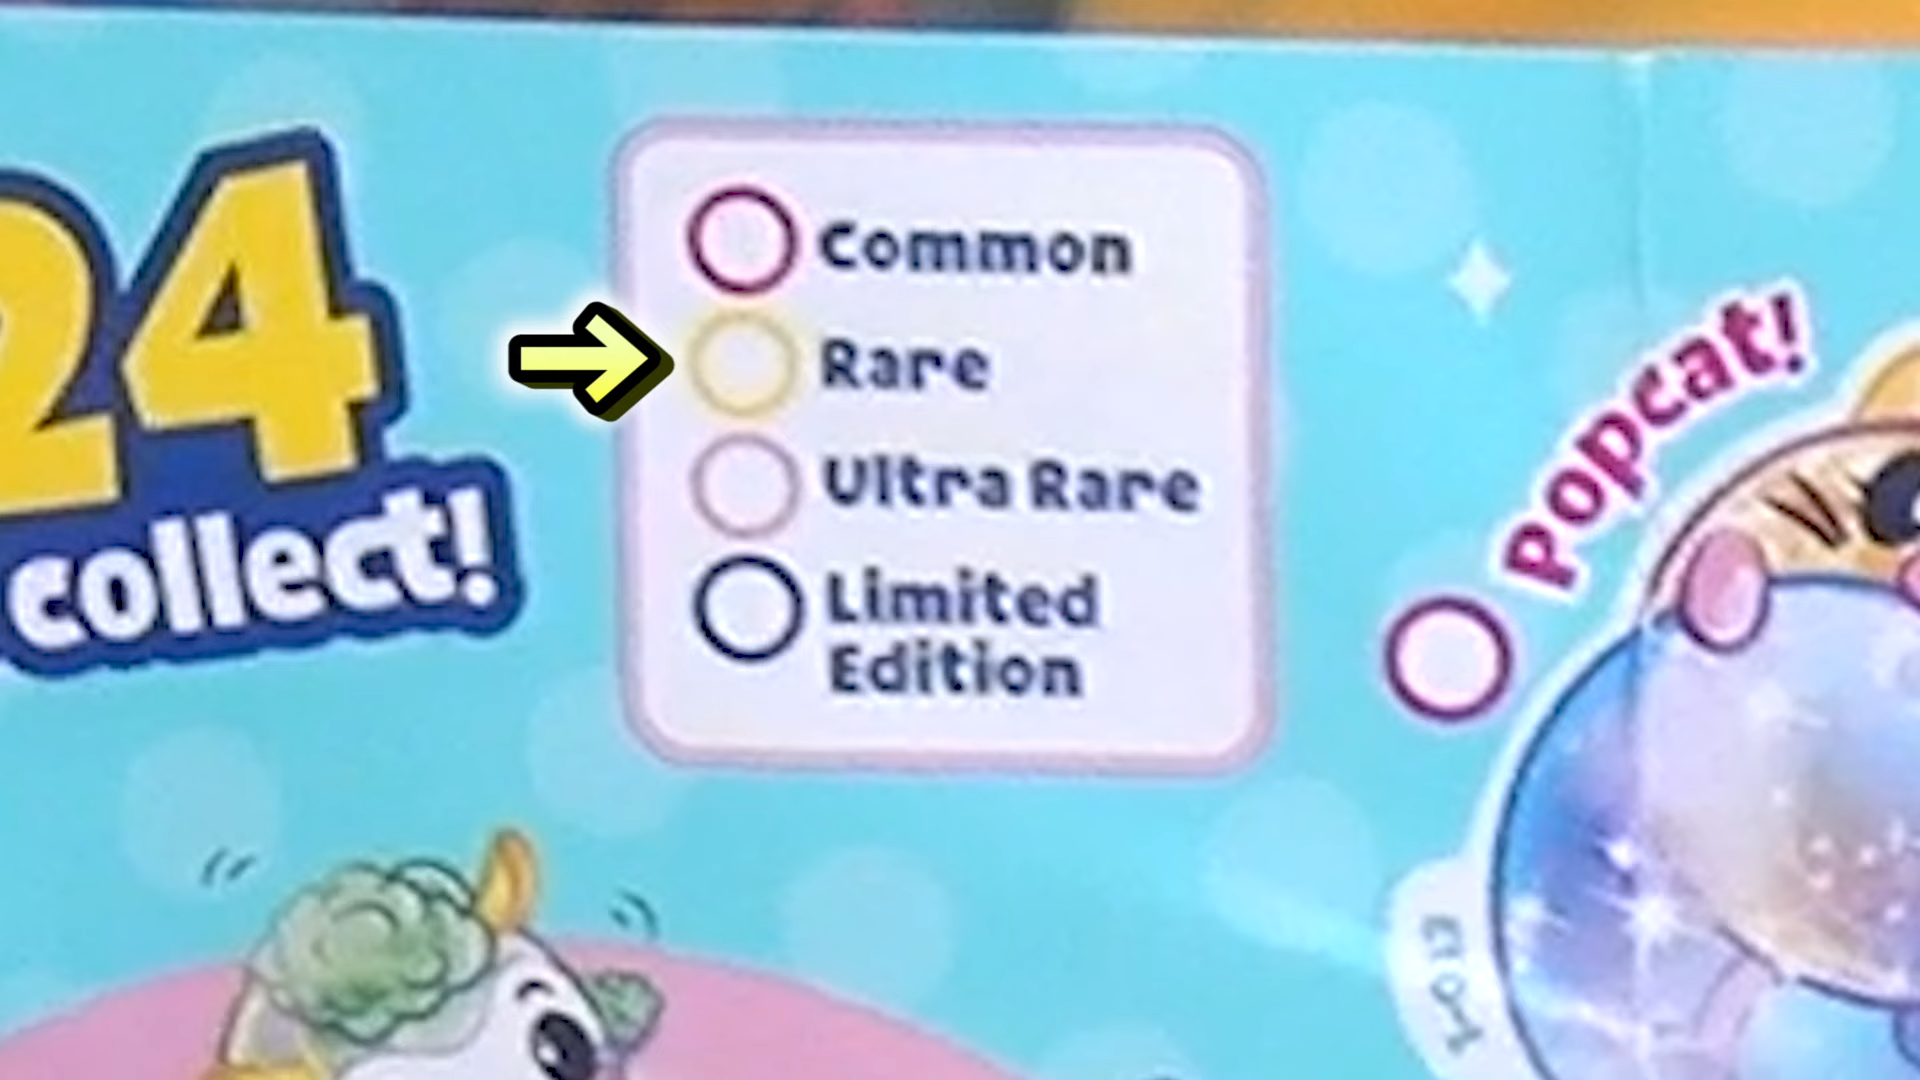 24
collect!
Common
Rare
Ultra Rare
Limited
Edition
Popcat!